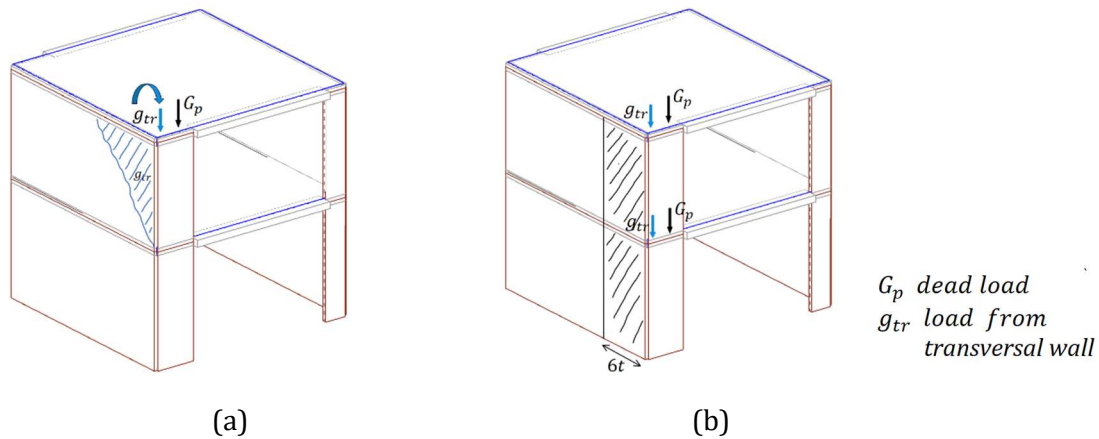 g_tr G_p
g_tr
(a)
g_tr G_p
g_tr G_p
6t
(b)
G_p dead load
g_tr load from
transversal wall